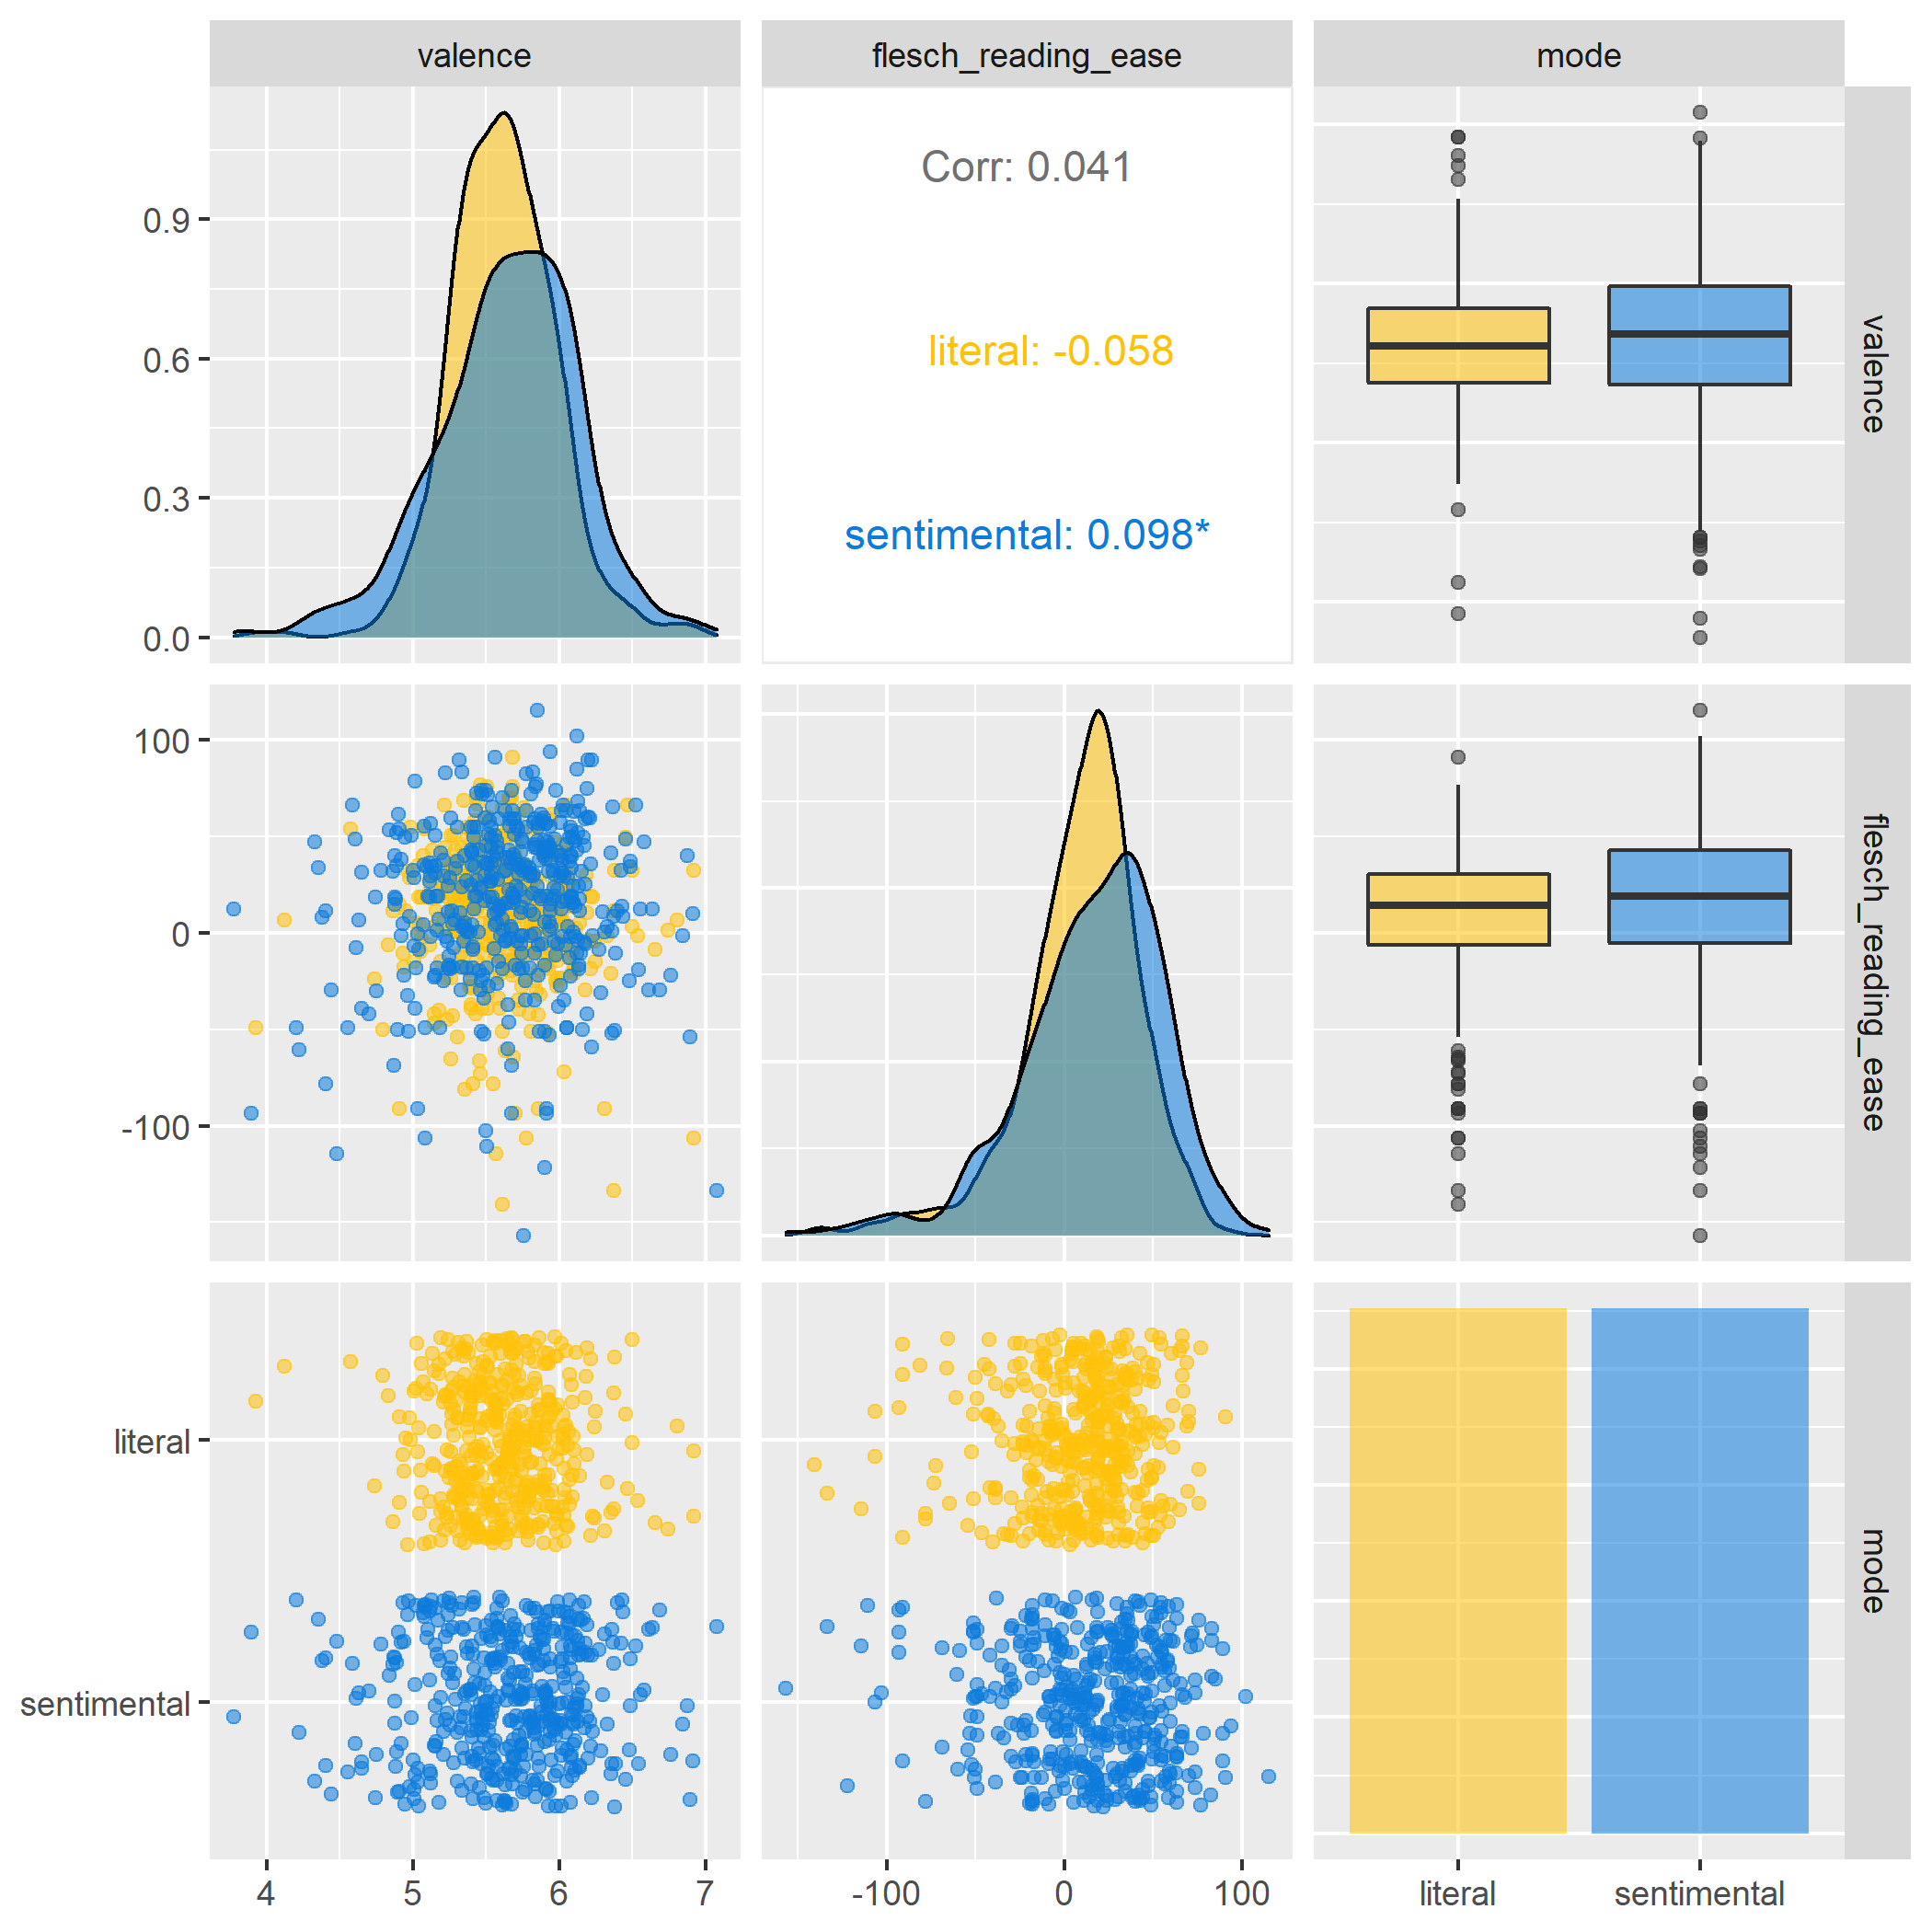 valence
flesch_reading_ease
mode
0.9
0.6
0.3
0.0
Corr: 0.041
literal: -0.058
sentimental: 0.098*
valence
100
0
-100
flesch_reading_ease
literal
sentimental
mode
4 5 6 7
-100 0 100
literal sentimental